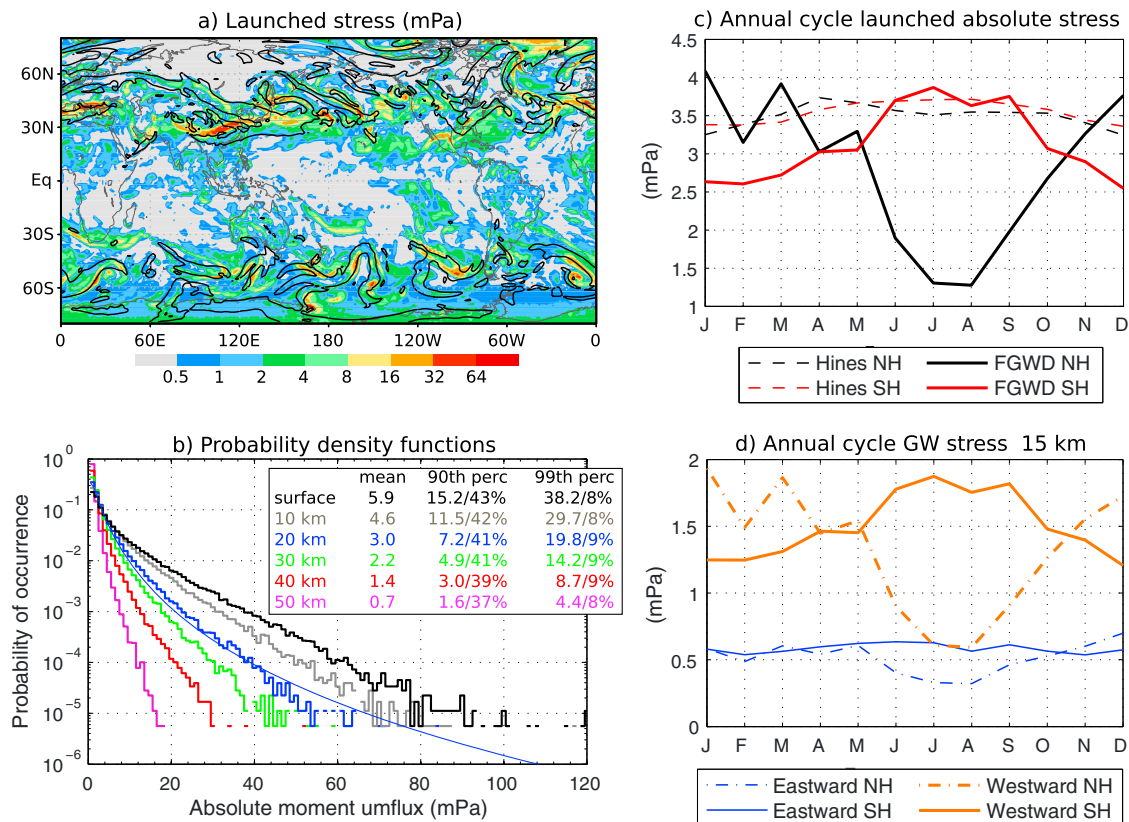 a) Launched stress (mPa)
60N
30N
Eq
30S
60S
0 60E 120E 180 120W 60W 0
0.5 1 2 4 8 16 32 64
c) Annual cycle launched absolute stress
(mPa)
4.5
4
3.5
3
2.5
2
1.5
1
J F M A M J J A S O N D
Hines NH FGWD NH
Hines SH FGWD SH
b) Probability density functions
Probability of occurrence
10^0
10^−1
10^−2
10^−3
10^−4
10^−5
10^−6
mean 90th perc 99th perc
surface 5.9 15.2/43% 38.2/8%
10 km 4.6 11.5/42% 29.7/8%
20 km 3.0 7.2/41% 19.8/9%
30 km 2.2 4.9/41% 14.2/9%
40 km 1.4 3.0/39% 8.7/9%
50 km 0.7 1.6/37% 4.4/8%
0 20 40 60 80 100 120
Absolute moment umflux (mPa)
d) Annual cycle GW stress 15 km
(mPa)
2
1.5
1
0.5
0
J F M A M J J A S O N D
Eastward NH Westward NH
Eastward SH Westward SH